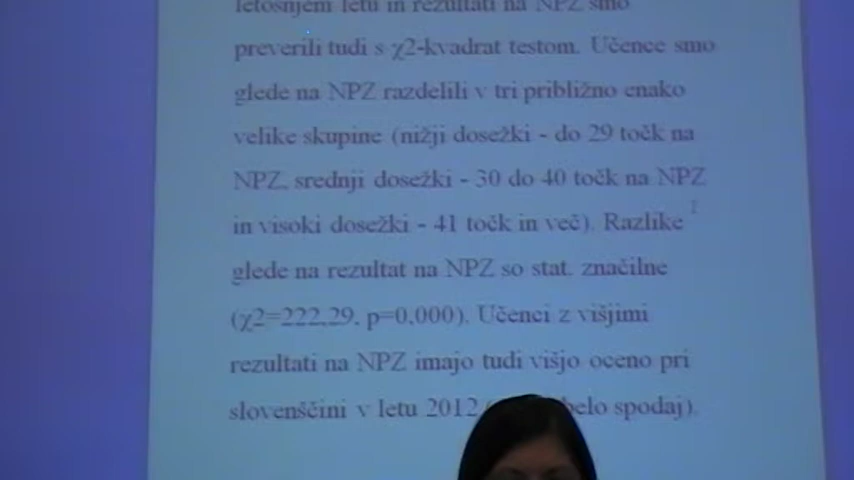 letošnjem letu in rezultati na NPZ smo
preverili tudi s χ2-kvadrat testom. Učence smo
glede na NPZ razdelili v tri približno enako
velike skupine (nižji dosežki - do 29 točk na
NPZ, srednji dosežki - 30 do 40 točk na NPZ
in visoki dosežki - 41 točk in več). Razlike
glede na rezultat na NPZ so stat. značilne
(χ2=222,29, p=0,000). Učenci z višjimi
rezultati na NPZ imajo tudi višjo oceno pri
slovenščini v letu 2012 ( spodaj).